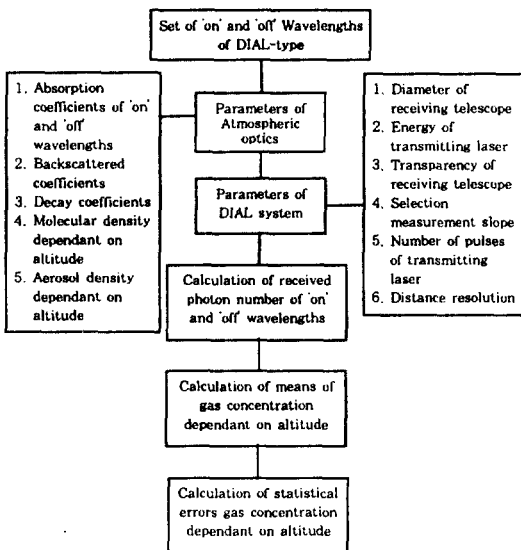 Set of 'on' and 'off' Wavelengths
of DIAL-type
1. Absorption
coefficients of 'on'
and 'off'
wavelengths
2. Backscattered
coefficients
3. Decay coefficients
4. Molecular density
dependant on
altitude
5. Aerosol density
dependant on
altitude
Parameters of
Atmospheric
optics
1. Diameter of
receiving telescope
2. Energy of
transmitting laser
3. Transparency of
receiving telescope
4. Selection
measurement slope
5. Number of pulses
of transmitting
laser
6. Distance resolution
Parameters of
DIAL system
Calculation of received
photon number of 'on'
and 'off' wavelengths
Calculation of means of
gas concentration
dependant on altitude
Calculation of statistical
errors gas concentration
dependant on altitude